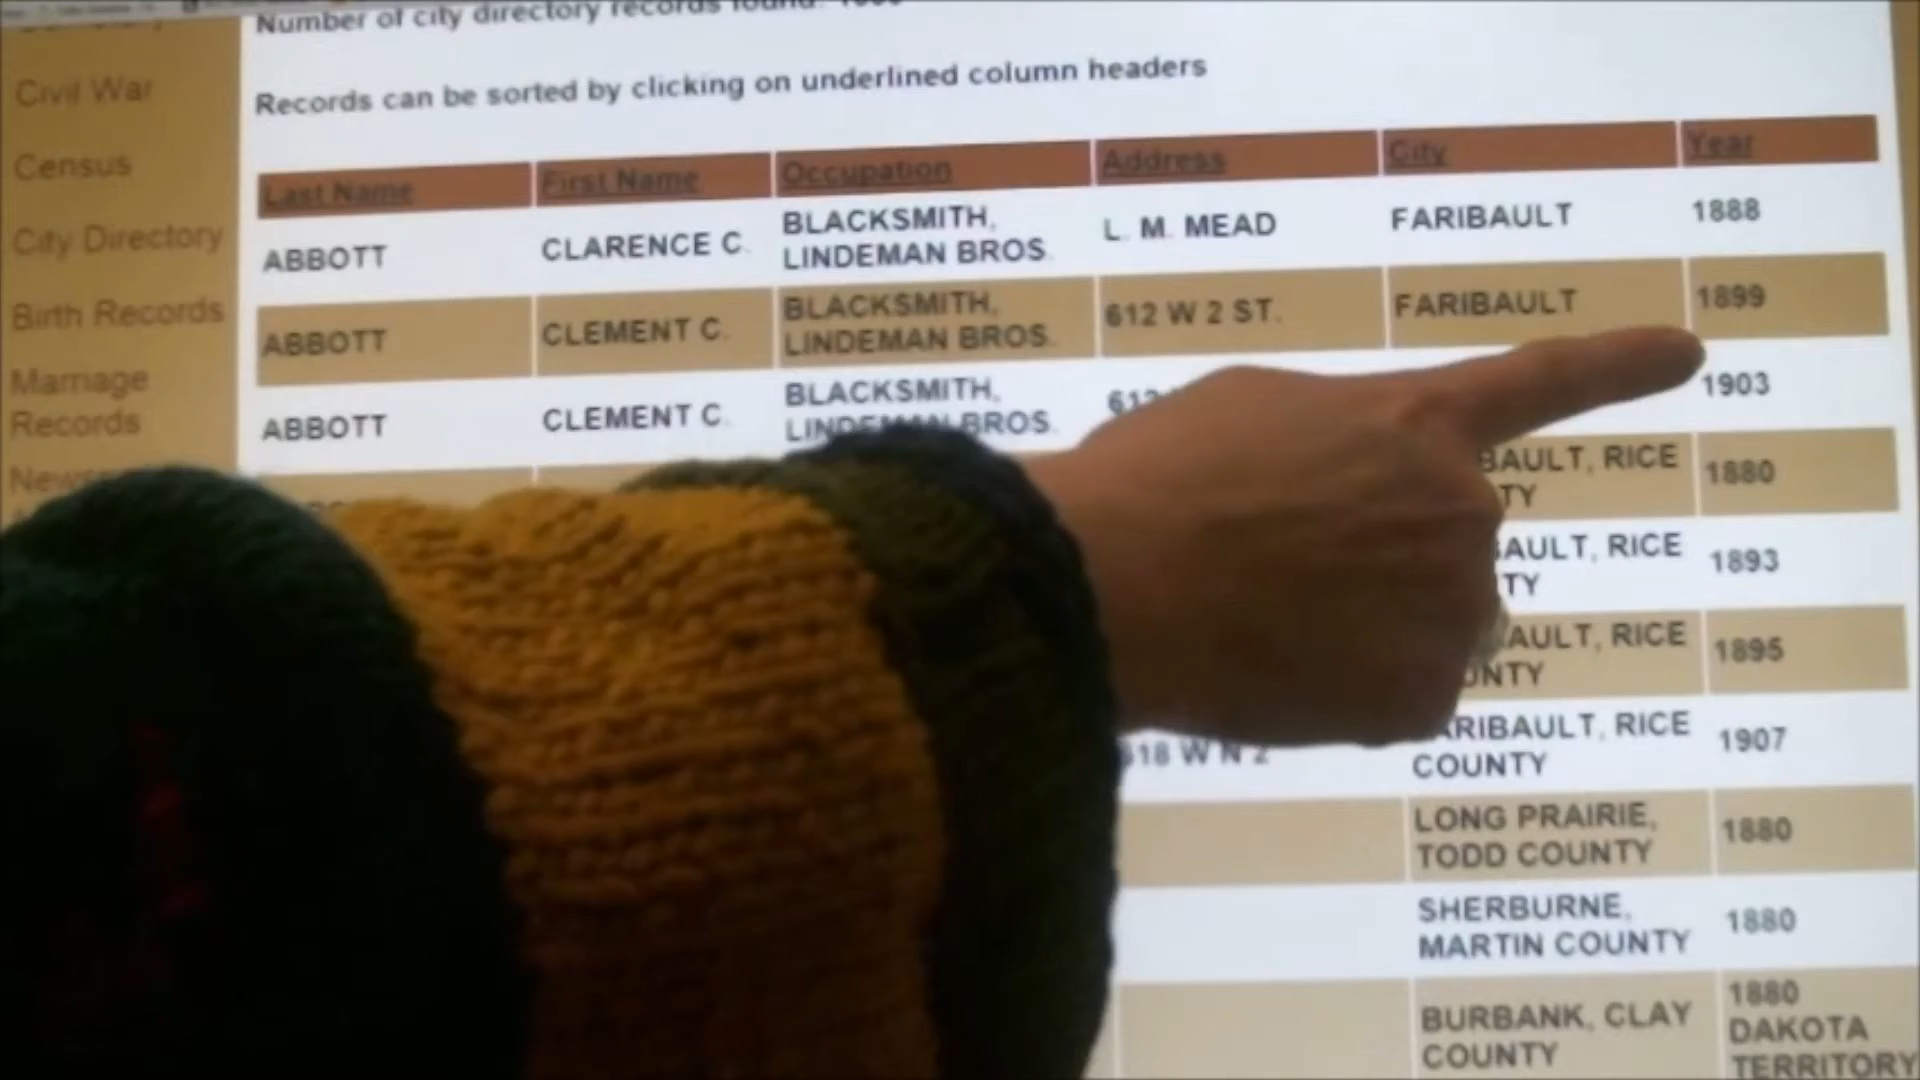 Number of city directory records found:
Records can be sorted by clicking on underlined column headers
Civil War
Census
City Directory
Birth Records
Marriage
Records
Last Name First Name Occupation Address City Year
ABBOTT CLARENCE C. BLACKSMITH, LINDEMAN BROS. L. M. MEAD FARIBAULT 1888
ABBOTT CLEMENT C. BLACKSMITH, LINDEMAN BROS. 612 W 2 ST. FARIBAULT 1899
ABBOTT CLEMENT C. BLACKSMITH, LINDEMAN BROS. 612 1903
BAULT, RICE
TY 1880
AULT, RICE
TY 1893
AULT, RICE
ONTY 1895
618 W N 2 ARIBAULT, RICE
COUNTY 1907
LONG PRAIRIE,
TODD COUNTY 1880
SHERBURNE,
MARTIN COUNTY 1880
BURBANK, CLAY
COUNTY 1880
DAKOTA
TERRITORY